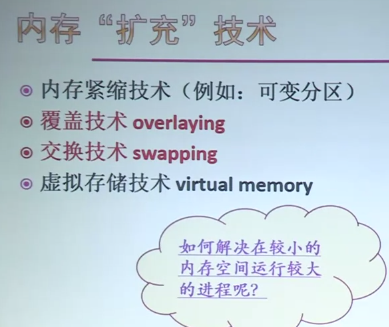 内存“扩充”技术
内存紧缩技术（例如：可变分区）
覆盖技术 overlaying
交换技术 swapping
虚拟存储技术 virtual memory
如何解决在较小的
内存空间运行较大
的进程呢？